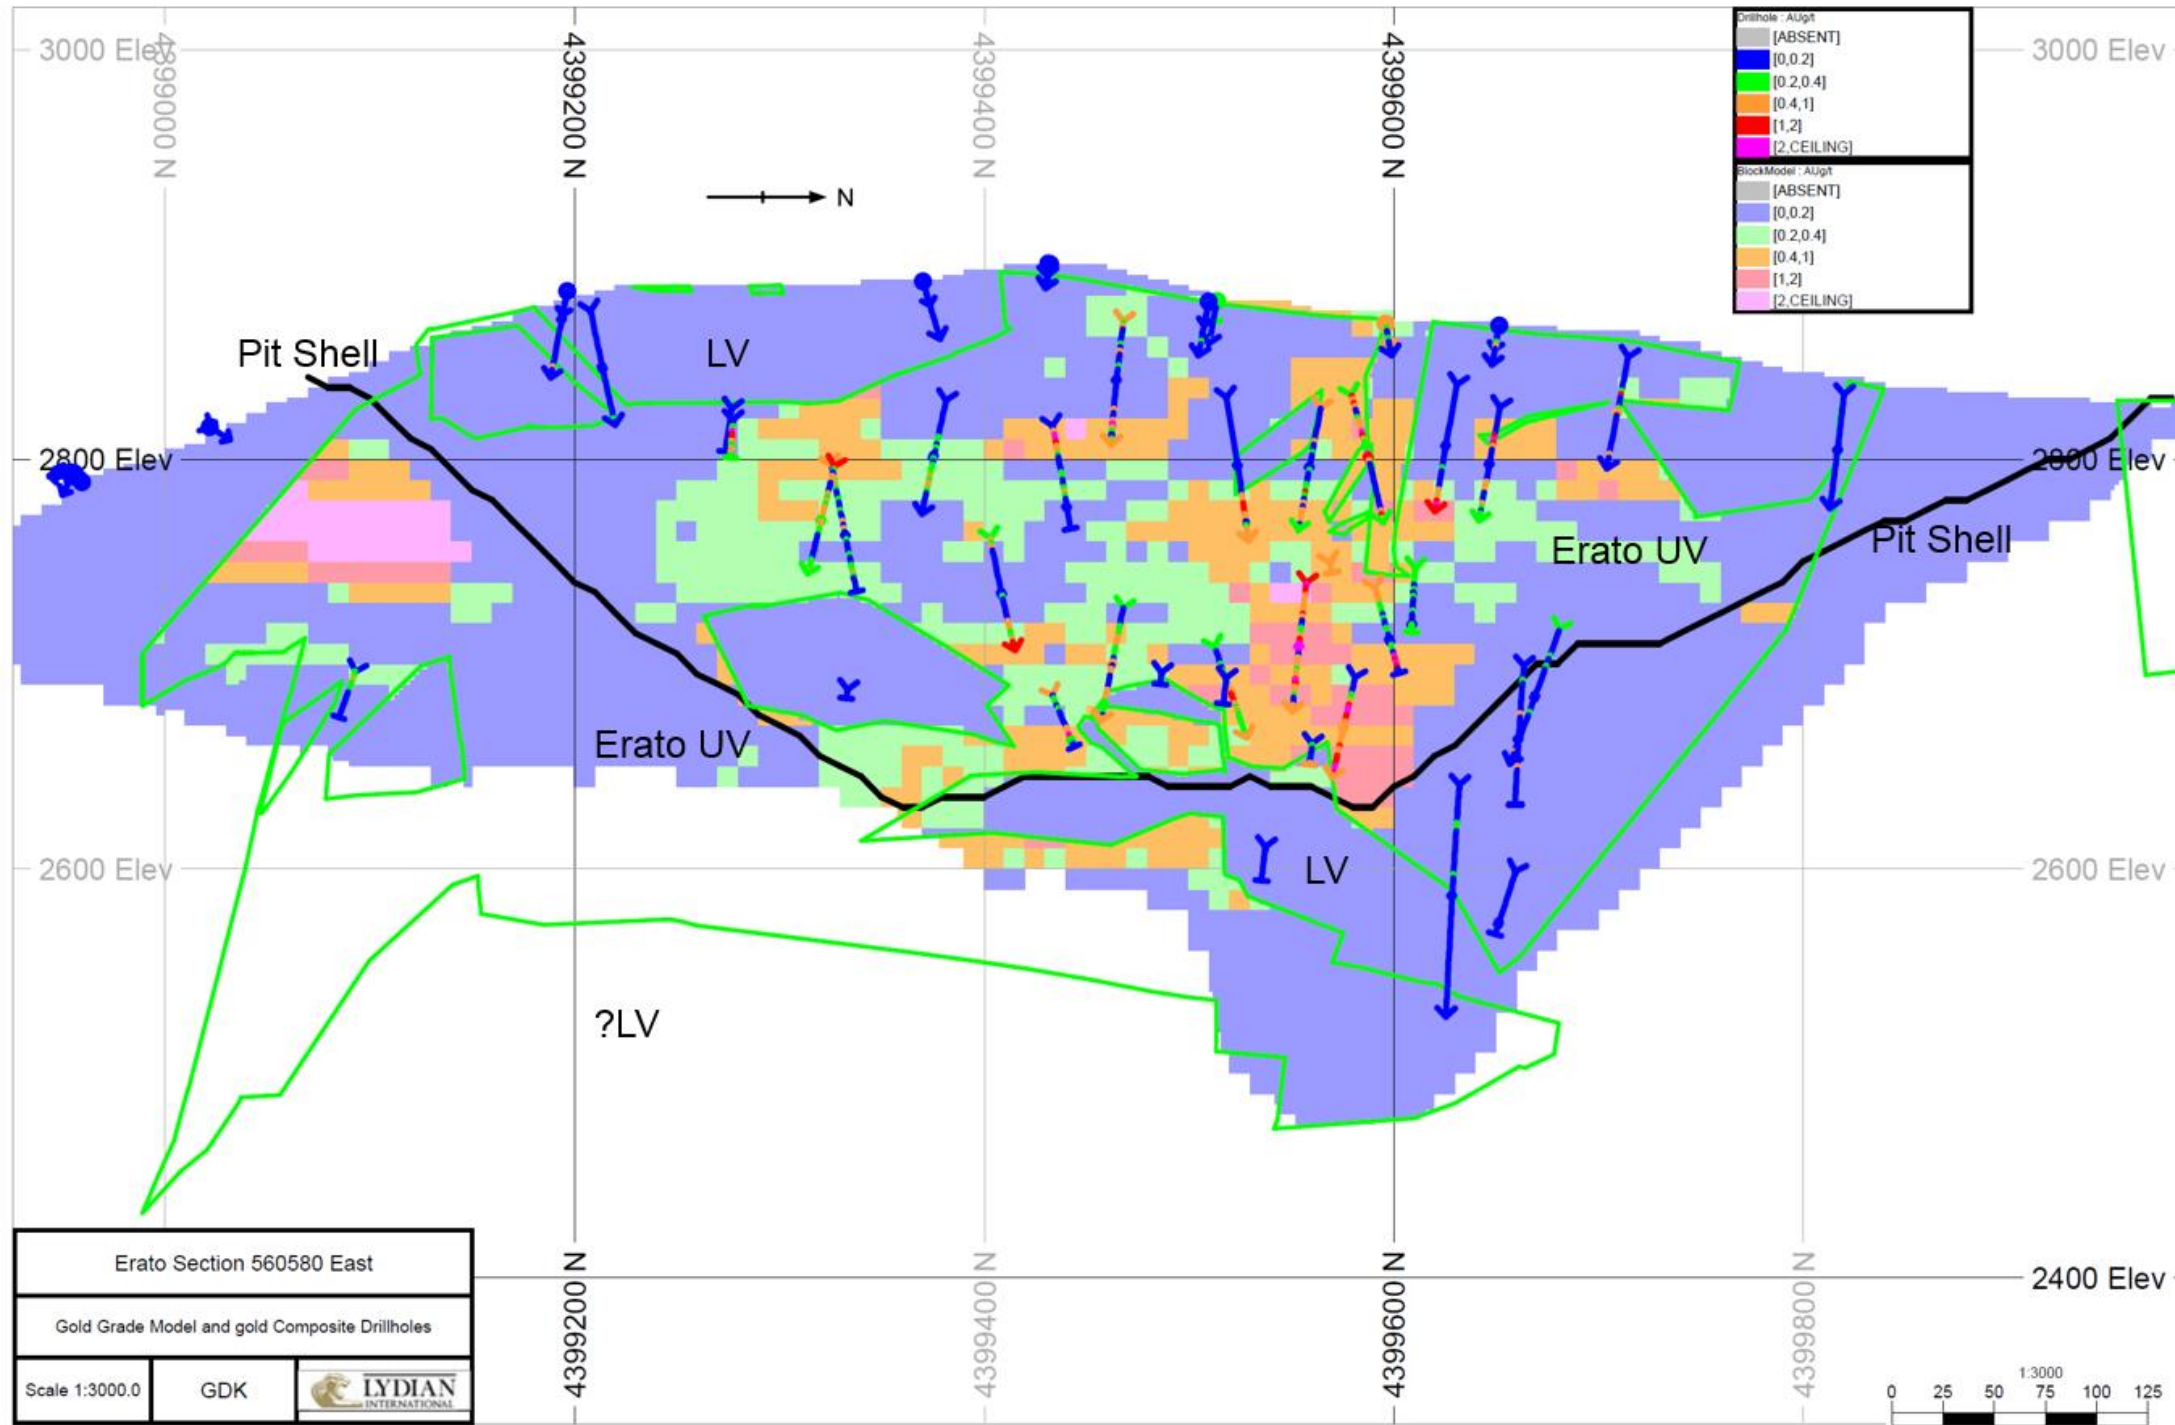 3000 Elev
4399000 N
4399200 N
4399400 N
4399600 N
3000 Elev
Drillhole : AUg/t
[ABSENT]
[0,0.2]
[0.2,0.4]
[0.4,1]
[1,2]
[2,CEILING]
BlockModel : AUg/t
[ABSENT]
[0,0.2]
[0.2,0.4]
[0.4,1]
[1,2]
[2,CEILING]
N
Pit Shell
LV
2800 Elev
2800 Elev
Erato UV
Pit Shell
Erato UV
2600 Elev
LV
2600 Elev
?LV
2400 Elev
4399200 N
4399400 N
4399600 N
4399800 N
Erato Section 560580 East
Gold Grade Model and gold Composite Drillholes
Scale 1:3000.0
GDK
LYDIAN
INTERNATIONAL
1:3000
0 25 50 75 100 125